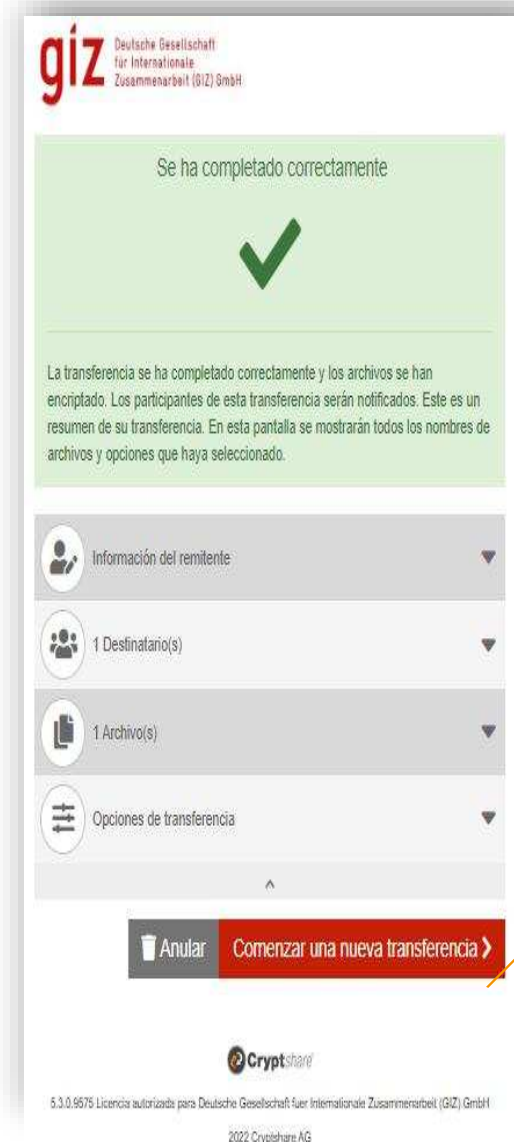 giz
Deutsche Gesellschaft
für Internationale
Zusammenarbeit (GIZ) GmbH
Se ha completado correctamente
La transferencia se ha completado correctamente y los archivos se han
encriptado. Los participantes de esta transferencia serán notificados. Este es un
resumen de su transferencia. En esta pantalla se mostrarán todos los nombres de
archivos y opciones que haya seleccionado.
Información del remitente
1 Destinatario(s)
1 Archivo(s)
Opciones de transferencia
Anular
Comenzar una nueva transferencia
Cryptshare
5.3.0.9575 Licencia autorizada para Deutsche Gesellschaft fuer Internationale Zusammenarbeit (GIZ) GmbH
2022 Cryptshare AG